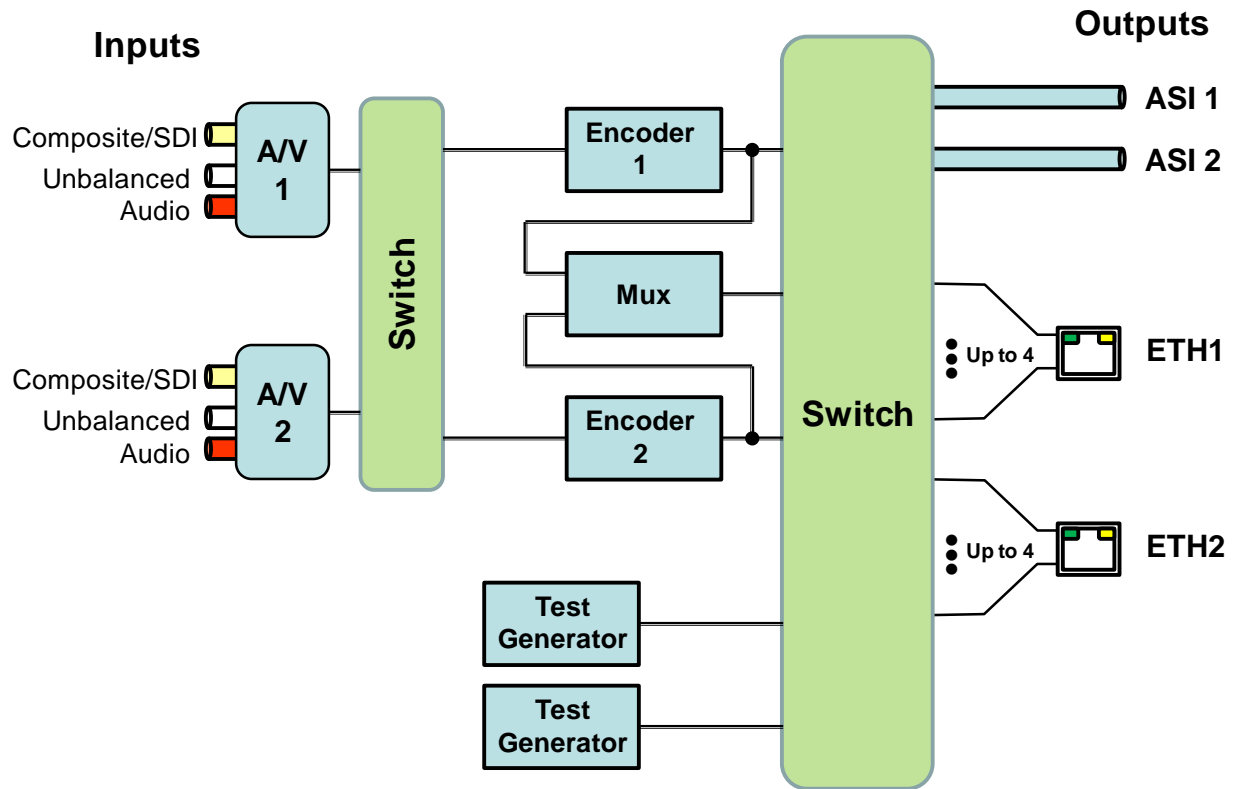 Inputs
Outputs
Composite/SDI
Unbalanced
Audio
A/V
1
Composite/SDI
Unbalanced
Audio
A/V
2
Switch
Encoder
1
Mux
Encoder
2
Test
Generator
Test
Generator
Switch
ASI 1
ASI 2
Up to 4
ETH1
Up to 4
ETH2